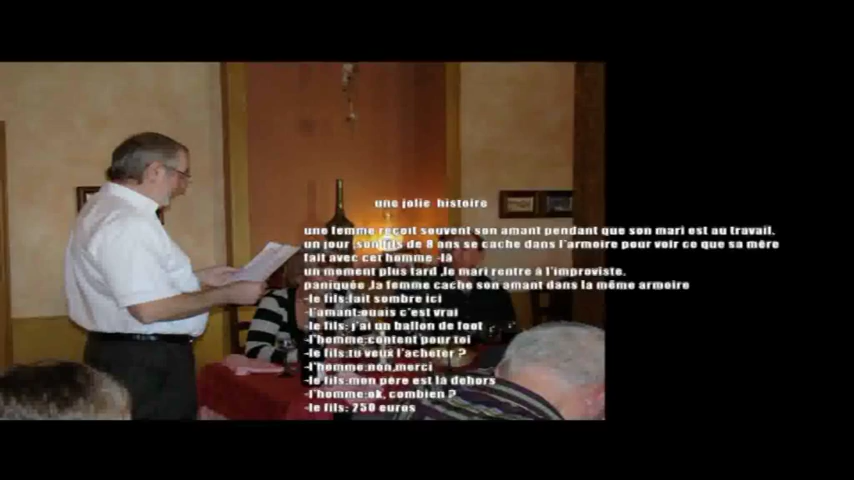 une jolie histoire
une femme reçoit souvent son amant pendant que son mari est au travail.
un jour ,son fils de 8 ans se cache dans l'armoire pour voir ce que sa mère
fait avec cet homme -là
un moment plus tard ,le mari rentre à l'improviste.
paniquée ,la femme cache son amant dans la même armoire
-le fils:fait sombre ici
-l'amant:ouais c'est vrai
-le fils: j'ai un ballon de foot
-l'homme:content pour toi
-le fils:tu veux l'acheter ?
-l'homme:non,merci
-le fils:mon père est là dehors
-l'homme:ok, combien ?
-le fils: 250 euros